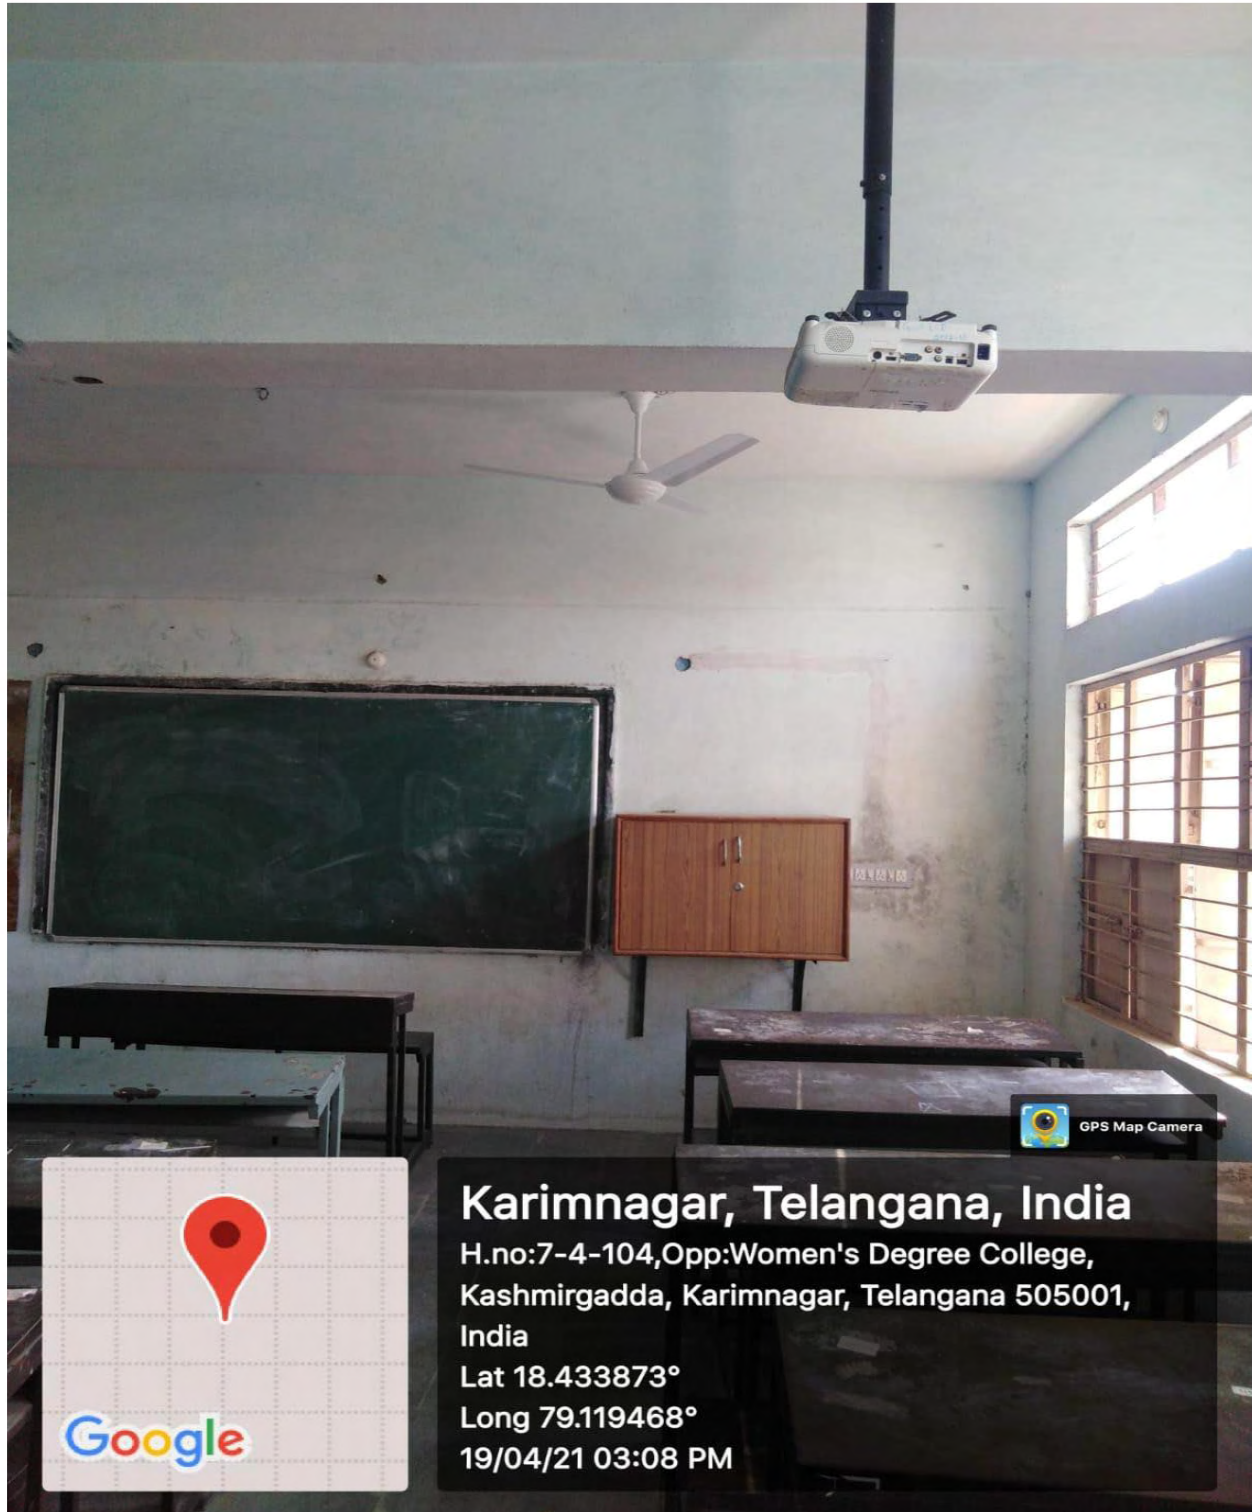 GPS Map Camera
Karimnagar, Telangana, India
H.no:7-4-104,Opp:Women's Degree College,
Kashmirgadda, Karimnagar, Telangana 505001,
India
Lat 18.433873°
Long 79.119468°
19/04/21 03:08 PM
Google